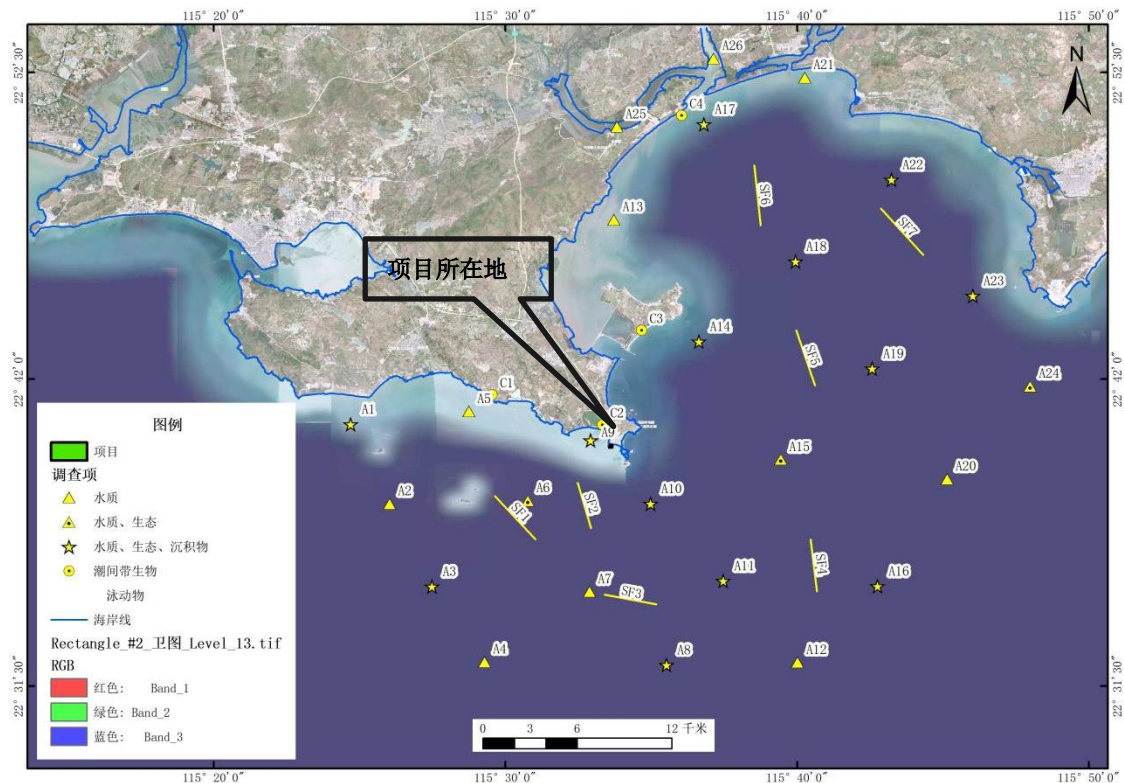 115° 20′0″
115° 30′0″
115° 40′0″
115° 50′0″
22° 52′30″
22° 52′30″
N
A26
A21
C4
A17
A25
A22
SF6
A13
SF7
A18
项目所在地
A23
C3
A14
SF5
A19
22° 42′0″
22° 42′0″
A24
C1
A5
C2
A1
A9
A15
A20
A2
A6
SF1
SF2
A10
SF4
A3
A7
SF3
A11
A16
A4
A8
A12
22° 31′30″
22° 31′30″
图例
项目
调查项
水质
水质、生态
水质、生态、沉积物
潮间带生物
泳动物
海岸线
Rectangle_#2_卫图_Level_13.tif
RGB
红色: Band_1
绿色: Band_2
蓝色: Band_3
0 3 6 12 千米
115° 20′0″
115° 30′0″
115° 40′0″
115° 50′0″